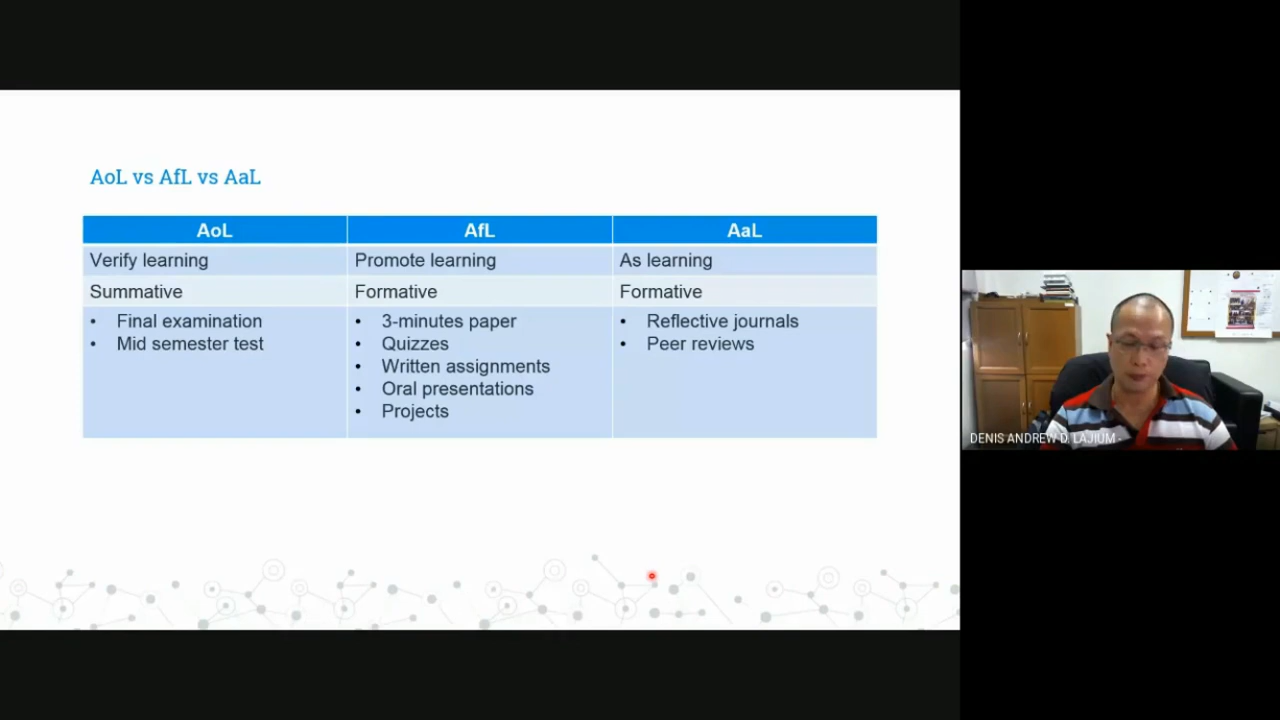 AoL vs AfL vs AaL
AoL AfL AaL
Verify learning Promote learning As learning
Summative Formative Formative
• Final examination
• Mid semester test
• 3-minutes paper
• Quizzes
• Written assignments
• Oral presentations
• Projects
• Reflective journals
• Peer reviews
DENIS ANDREW D. LAJIUM -